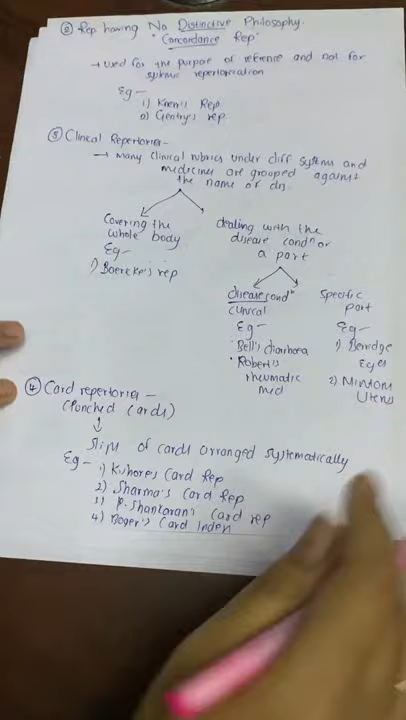 ② Rep having No Distinctive Philosophy.
"Concordance Rep"
→ Used for the purpose of reference and not for
systemic repertorisation
Eg -
1) Knerr's Rep
2) Gentry's rep.
③ Clinical Repertories -
→ Many clinical rubrics under diff systems and
medicines are grouped against
the name of dis
Covering the
whole body
Eg -
1) Boericke's rep
dealing with the
disease condⁿ or
a part
disease condⁿ
clinical
Eg -
Bell's diarrhoea
• Robert's
rheumatic
med
Specific
part
Eg -
1) Berridge
Eyes
2) Mintons
Uterus
④ Card repertories -
(Punched cards)
Slips of cards arranged systematically
Eg -
1) Kishore's Card Rep
2) Sharma's Card Rep
3) P. Shankaran's Card rep
4) Boger's Card Index